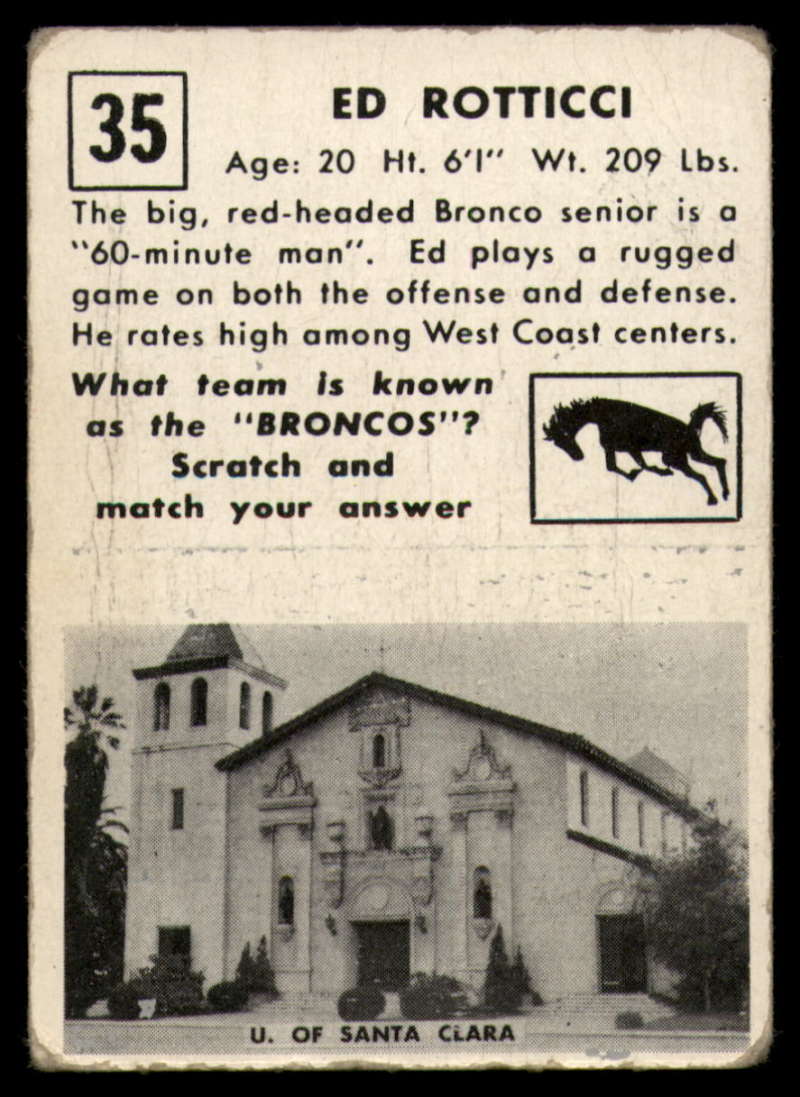 35
ED ROTTICCI
Age: 20 Ht. 6'1" Wt. 209 Lbs.
The big, red-headed Bronco senior is a
"60-minute man". Ed plays a rugged
game on both the offense and defense.
He rates high among West Coast centers.
What team is known
as the "BRONCOS"?
Scratch and
match your answer
U. OF SANTA CLARA